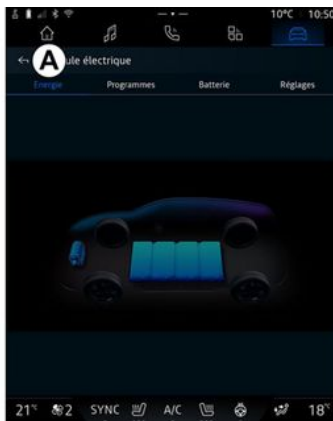 10°C 10:50
A
ule électrique
Énergie Programmes Batterie Réglages
21°C 2 SYNC A/C 18°